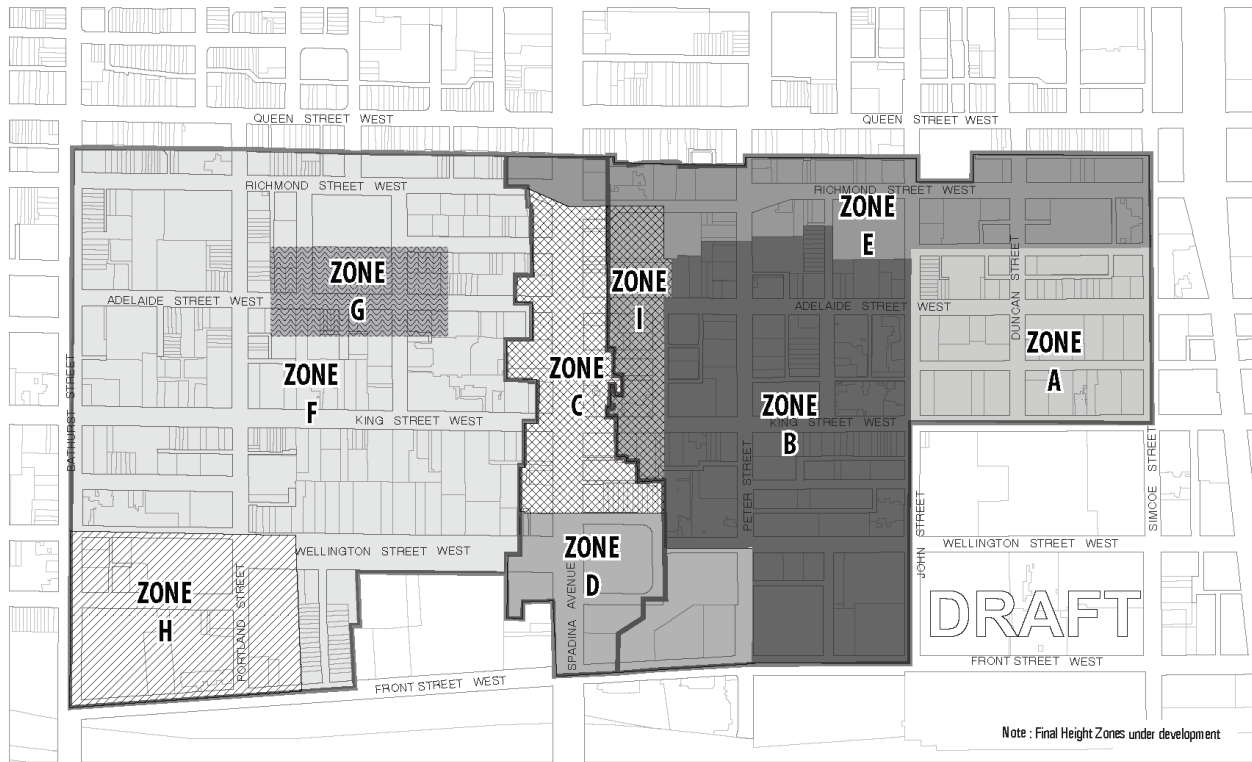 QUEEN STREET WEST
QUEEN STREET WEST
RICHMOND STREET WEST
RICHMOND STREET WEST
ZONE
E
ZONE
G
ZONE
I
DUNCAN STREET
ADELAIDE STREET WEST
ADELAIDE STREET WEST
ZONE
A
ZONE
F
ZONE
C
ZONE
B
KING STREET WEST
KING STREET WEST
BATHURST STREET
PETER STREET
JOHN STREET
SIMCOE STREET
WELLINGTON STREET WEST
WELLINGTON STREET WEST
ZONE
D
ZONE
H
PORTLAND STREET
SPADINA AVENUE
DRAFT
FRONT STREET WEST
FRONT STREET WEST
Note : Final Height Zones under development